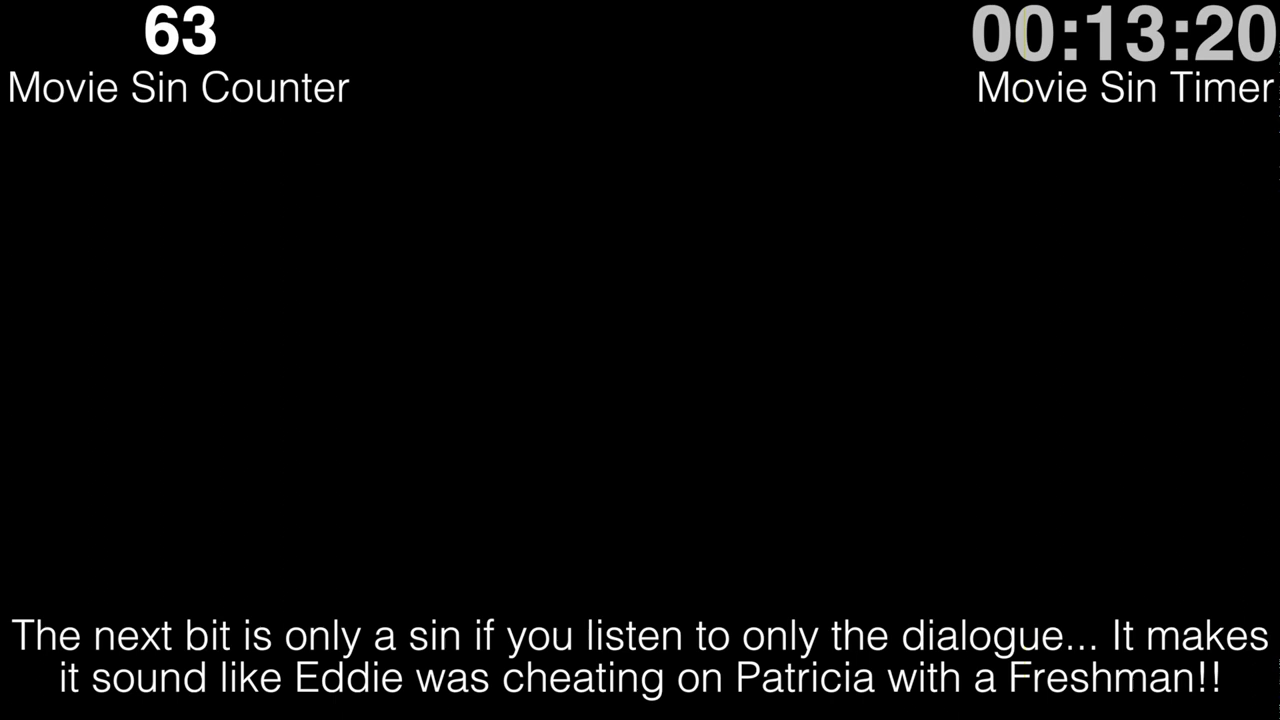 63
00:13:20
Movie Sin Counter
Movie Sin Timer
The next bit is only a sin if you listen to only the dialogue... It makes
it sound like Eddie was cheating on Patricia with a Freshman!!